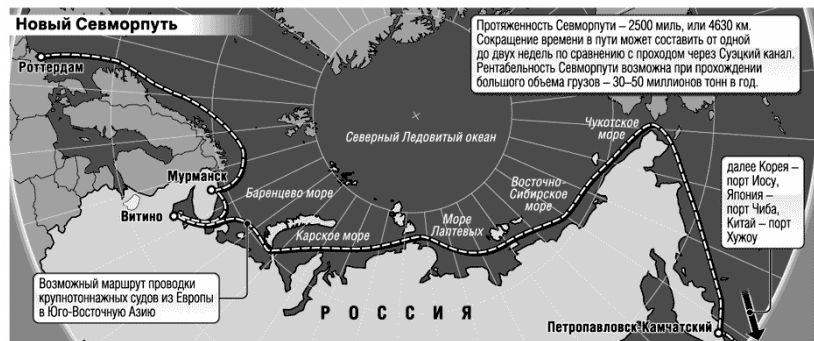 Новый Севморпуть
Протяженность Севморпути – 2500 миль, или 4630 км.
Сокращение времени в пути может составить от одной
до двух недель по сравнению с проходом через Суэцкий канал.
Рентабельность Севморпути возможна при прохождении
большого объема грузов – 30–50 миллионов тонн в год.
Роттердам
Северный Ледовитый океан
Чукотское
море
Мурманск
Баренцево море
Восточно-
Сибирское
море
далее Корея –
порт Иосу,
Япония –
порт Чиба,
Китай – порт
Хужоу
Витино
Карское море
Море
Лаптевых
Возможный маршрут проводки
крупнотоннажных судов из Европы
в Юго-Восточную Азию
РОССИЯ
Петропавловск-Камчатский